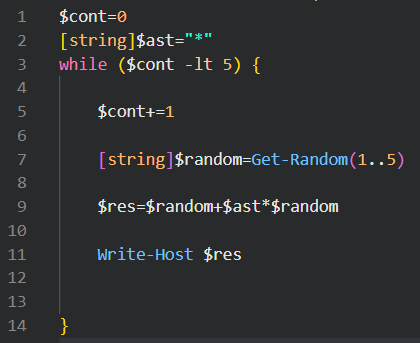 1 $cont=0
2 [string]$ast="*"
3 while ($cont -lt 5) {
4
5 $cont+=1
6
7 [string]$random=Get-Random(1..5)
8
9 $res=$random+$ast*$random
10
11 Write-Host $res
12
13
14 }